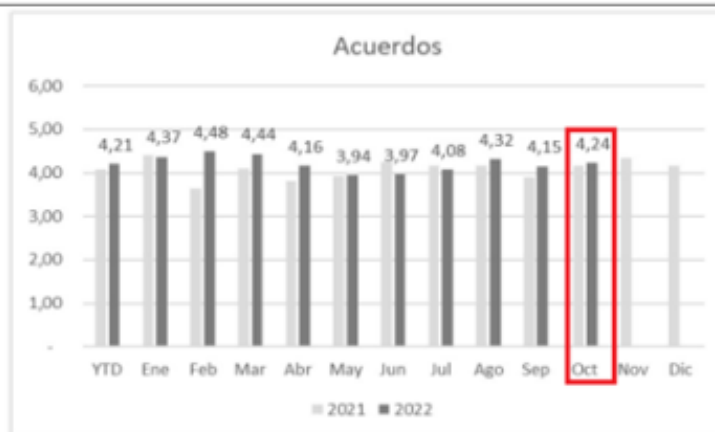 Acuerdos
6,00
5,00
4,00
3,00
2,00
1,00
-
4,21 4,37 4,48 4,44 4,16 3,94 3,97 4,08 4,32 4,15 4,24
YTD Ene Feb Mar Abr May Jun Jul Ago Sep Oct Nov Dic
2021 2022